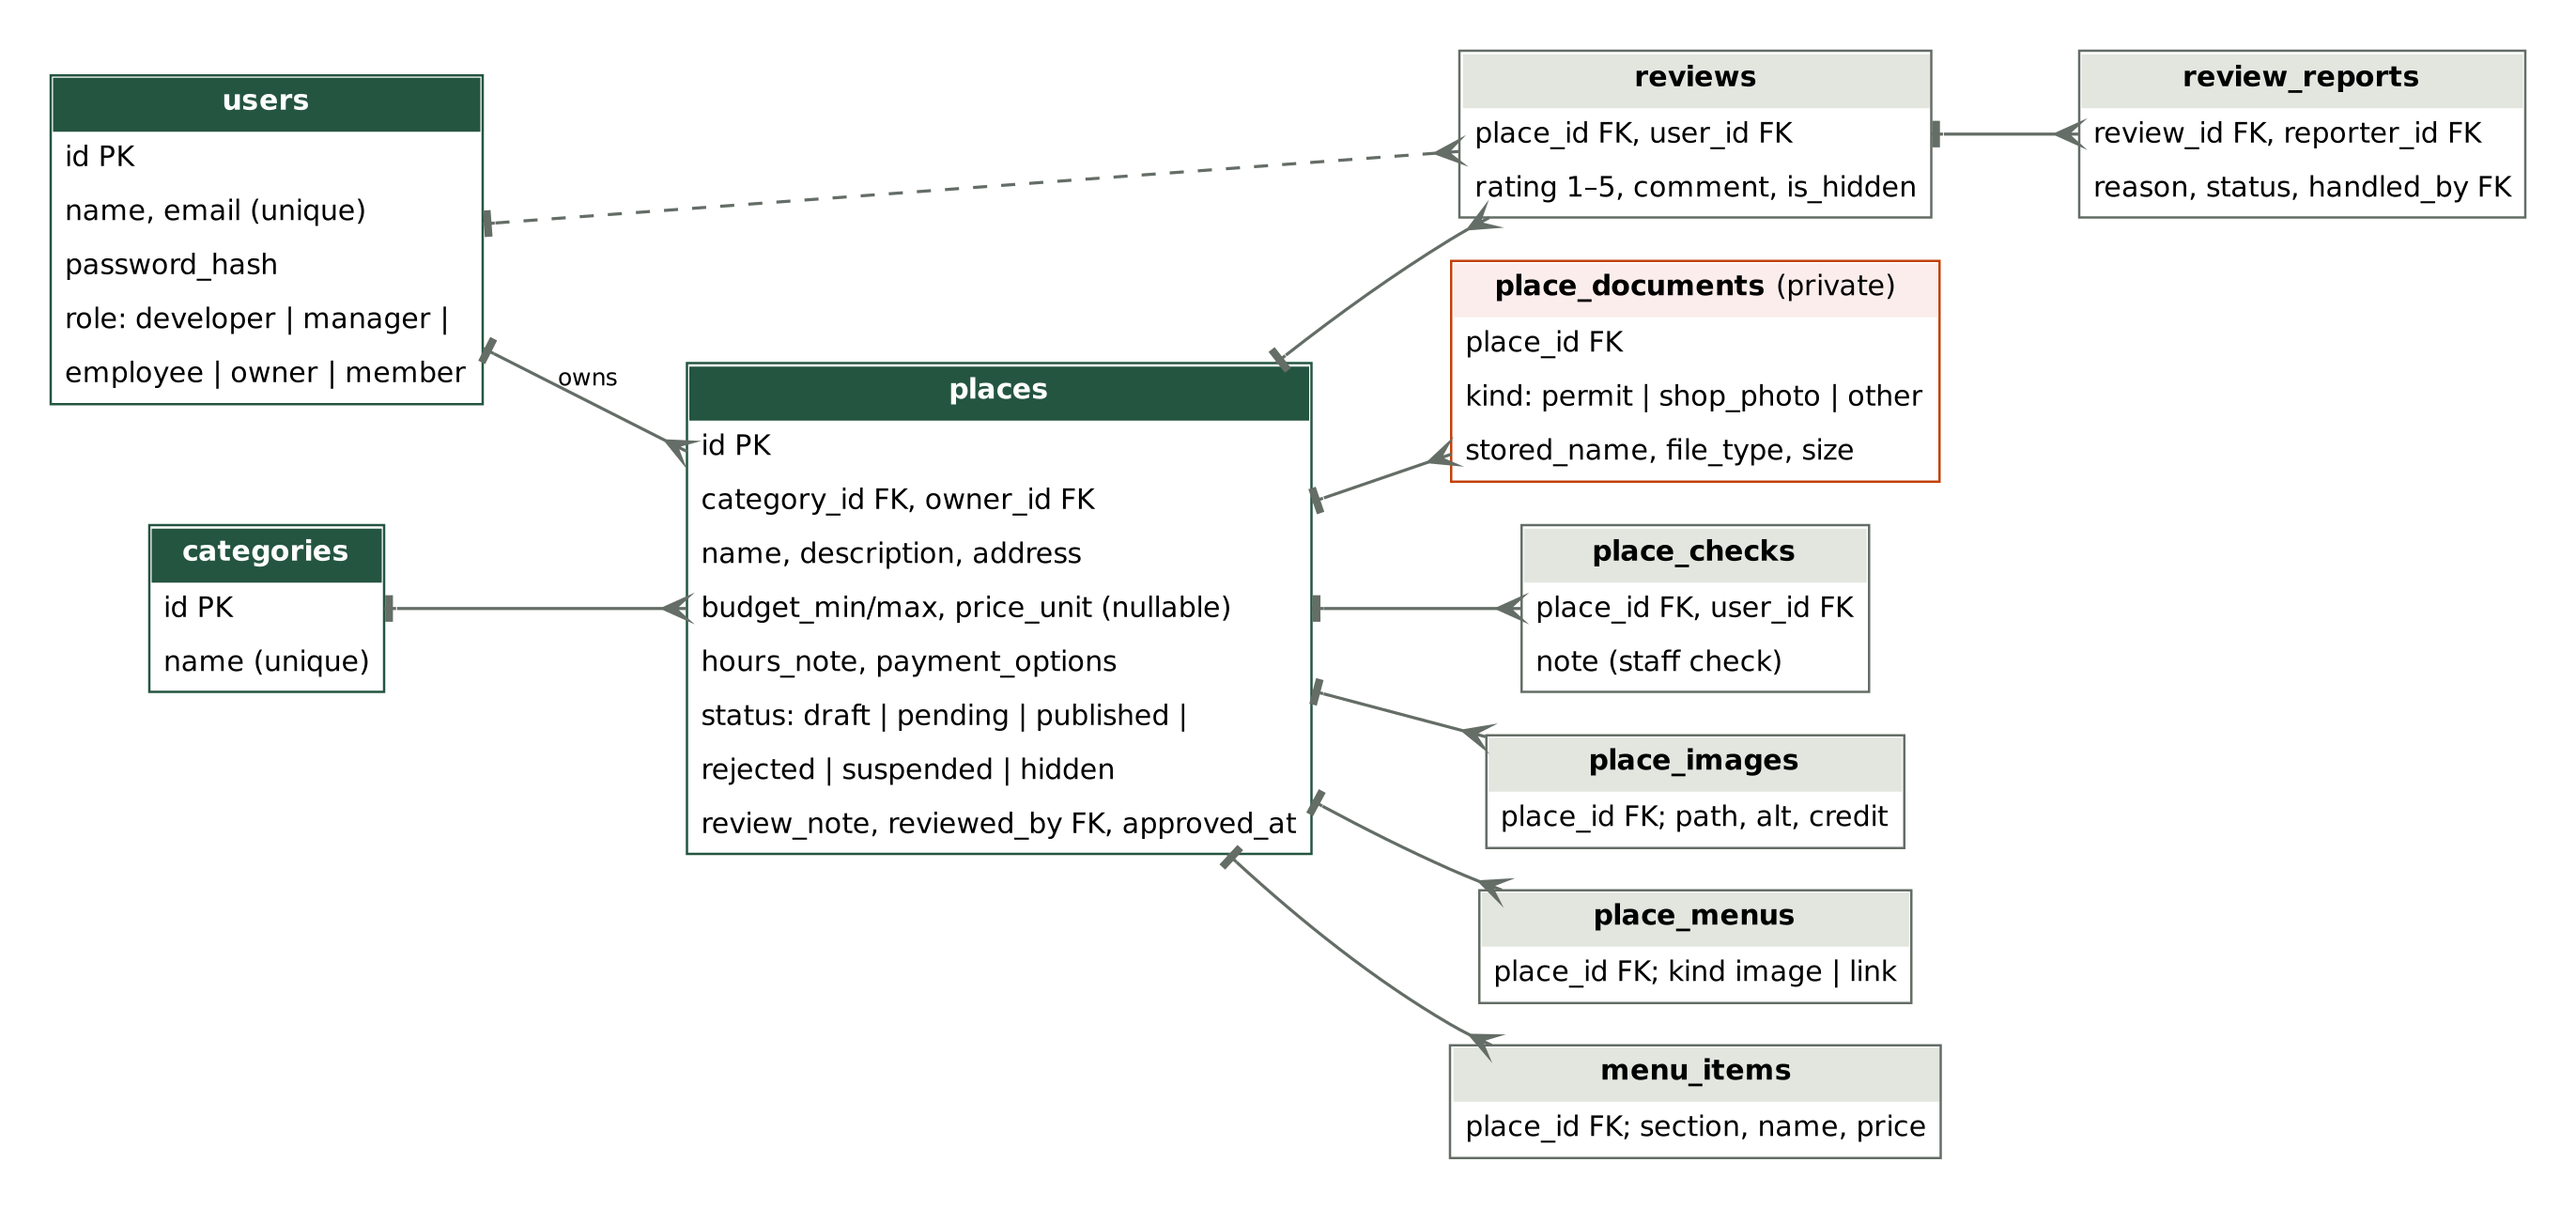 users
id PK
name, email (unique)
password_hash
role: developer | manager |
employee | owner | member
owns
categories
id PK
name (unique)
places
id PK
category_id FK, owner_id FK
name, description, address
budget_min/max, price_unit (nullable)
hours_note, payment_options
status: draft | pending | published |
rejected | suspended | hidden
review_note, reviewed_by FK, approved_at
reviews
place_id FK, user_id FK
rating 1–5, comment, is_hidden
review_reports
review_id FK, reporter_id FK
reason, status, handled_by FK
place_documents (private)
place_id FK
kind: permit | shop_photo | other
stored_name, file_type, size
place_checks
place_id FK, user_id FK
note (staff check)
place_images
place_id FK; path, alt, credit
place_menus
place_id FK; kind image | link
menu_items
place_id FK; section, name, price